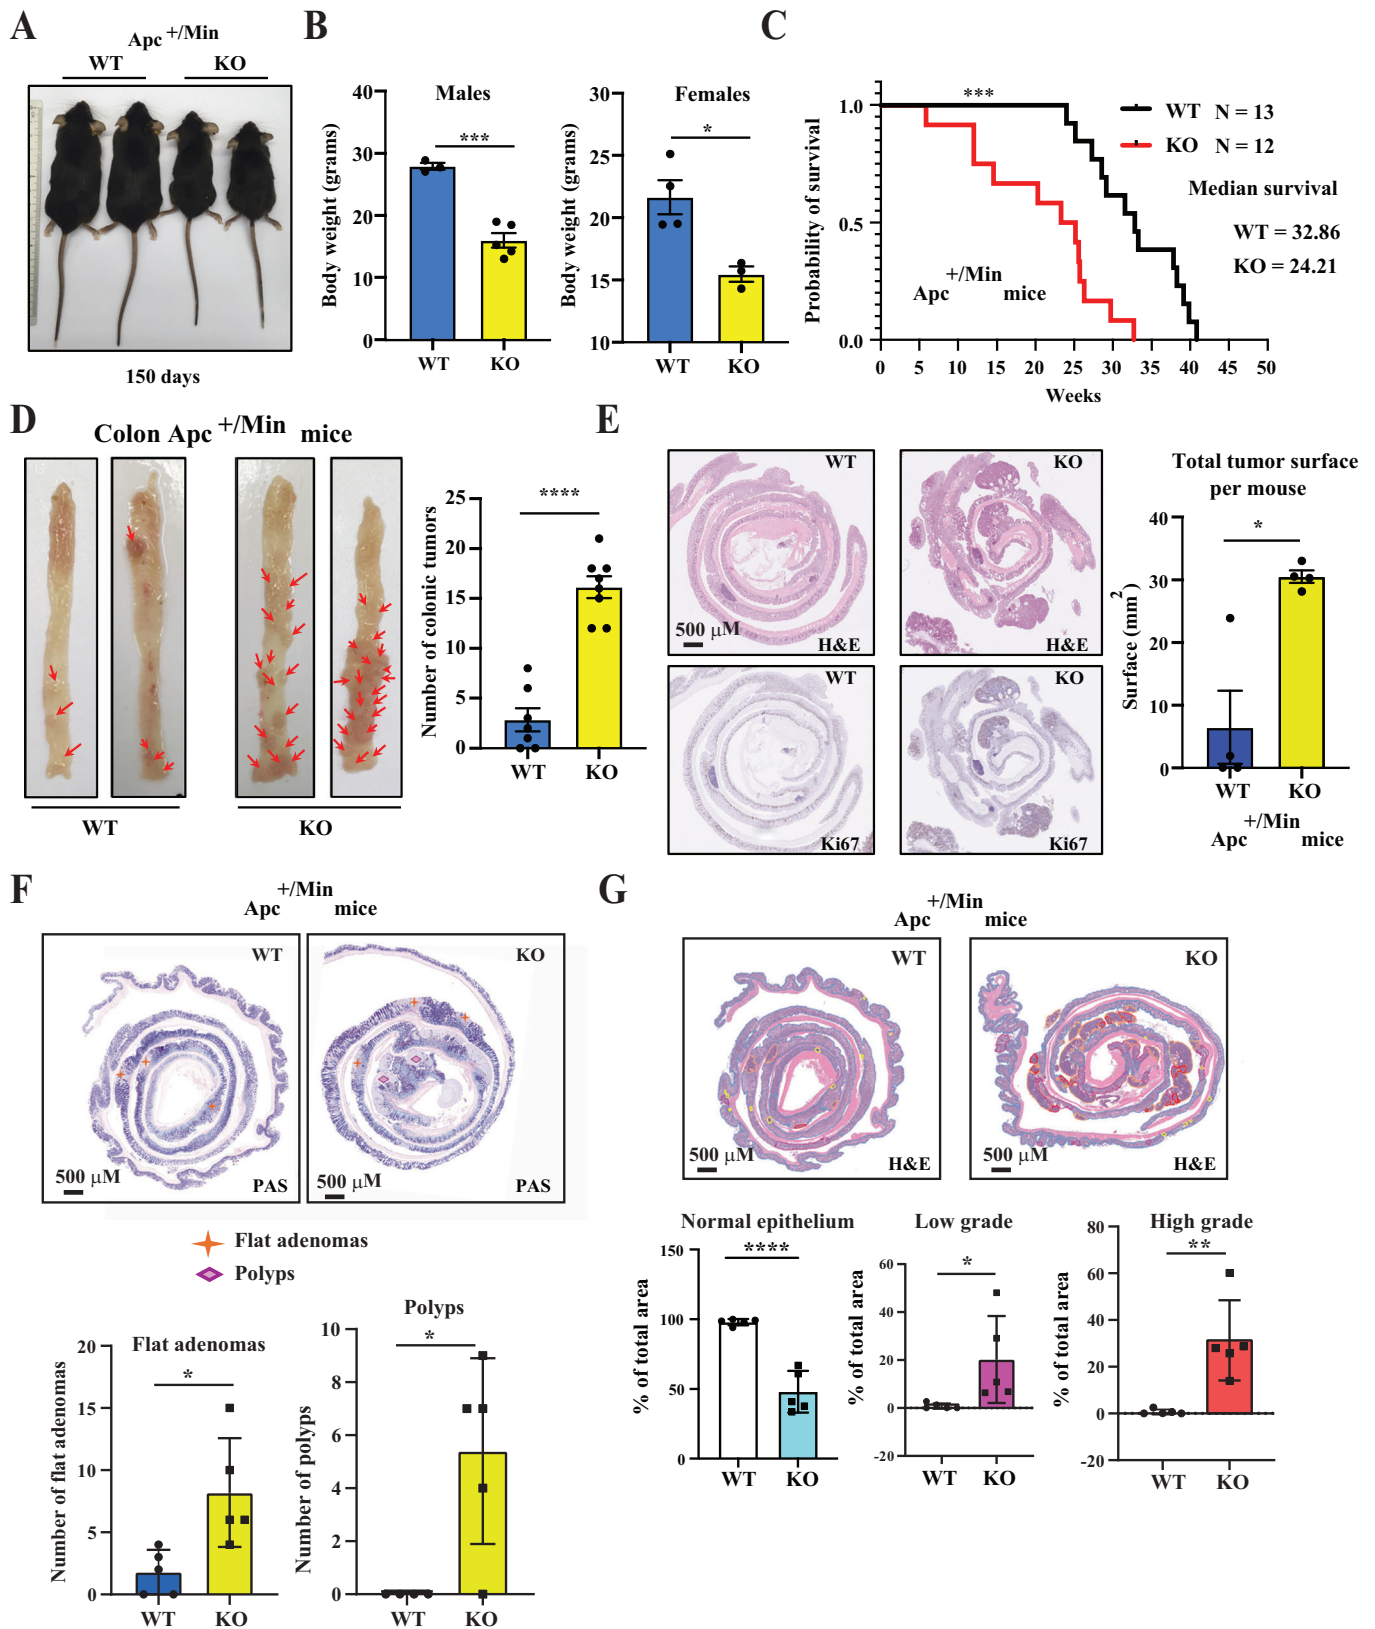 A
Apc +/Min
WT KO
150 days
B
Males
***
Body weight (grams)
40
30
20
10
0
WT KO
Females
*
Body weight (grams)
30
25
20
15
10
WT KO
C
***
Probability of survival
1.0
0.5
0.0
0 5 10 15 20 25 30 35 40 45 50
Weeks
WT N = 13
KO N = 12
Median survival
WT = 32.86
KO = 24.21
Apc +/Min mice
D
Colon Apc +/Min mice
WT KO
****
Number of colonic tumors
25
20
15
10
5
0
WT KO
E
WT
500 µM
H&E
KO
H&E
WT
Ki67
KO
Ki67
Total tumor surface
per mouse
*
Surface (mm2)
40
30
20
10
0
WT KO
Apc +/Min mice
F
Apc +/Min mice
WT
500 µM
PAS
KO
500 µM
PAS
Flat adenomas
Polyps
Flat adenomas
*
Number of flat adenomas
20
15
10
5
0
WT KO
Polyps
*
Number of polyps
10
8
6
4
2
0
WT KO
G
Apc +/Min mice
WT
500 µM
H&E
KO
500 µM
H&E
Normal epithelium
****
% of total area
150
100
50
0
WT KO
Low grade
*
% of total area
60
40
20
0
-20
WT KO
High grade
**
% of total area
80
60
40
20
0
-20
WT KO